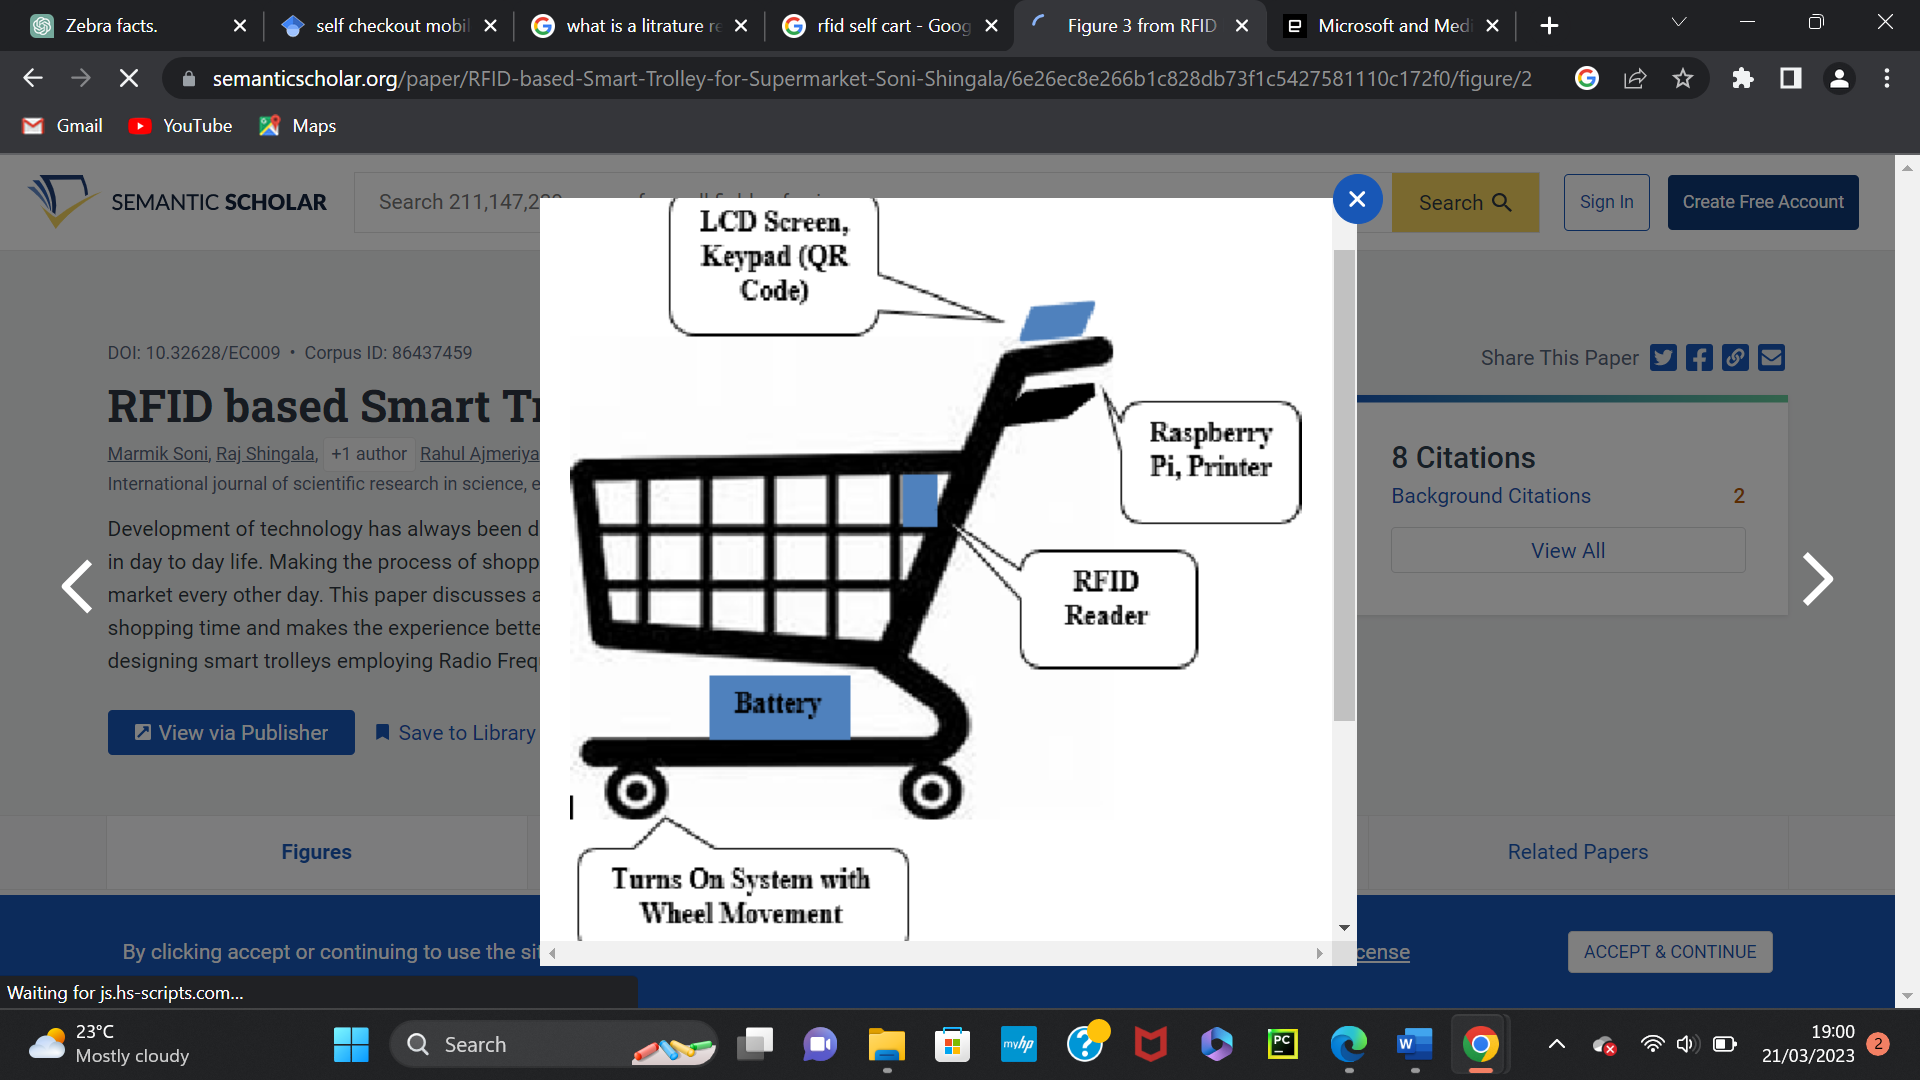 Zebra facts.
self checkout mobil
what is a litrature re
rfid self cart - Goog
Figure 3 from RFID
Microsoft and Medi
semanticscholar.org/paper/RFID-based-Smart-Trolley-for-Supermarket-Soni-Shingala/6e26ec8e266b1c828db73f1c5427581110c172f0/figure/2
Gmail
YouTube
Maps
SEMANTIC SCHOLAR
Search 211,147,2
Search
Sign In
Create Free Account
LCD Screen,
Keypad (QR
Code)
DOI: 10.32628/EC009 • Corpus ID: 86437459
Share This Paper
RFID based Smart Tr
Marmik Soni, Raj Shingala, +1 author Rahul Ajmeriya
International journal of scientific research in science, e
Development of technology has always been d
in day to day life. Making the process of shopp
market every other day. This paper discusses a
shopping time and makes the experience bette
designing smart trolleys employing Radio Freq
Raspberry
Pi, Printer
8 Citations
Background Citations 2
View All
RFID
Reader
Battery
View via Publisher
Save to Library
Turns On System with
Wheel Movement
Figures
Related Papers
By clicking accept or continuing to use the sit
cense
ACCEPT & CONTINUE
Waiting for js.hs-scripts.com...
23°C
Mostly cloudy
Search
myhp
PC
W
19:00
21/03/2023
2